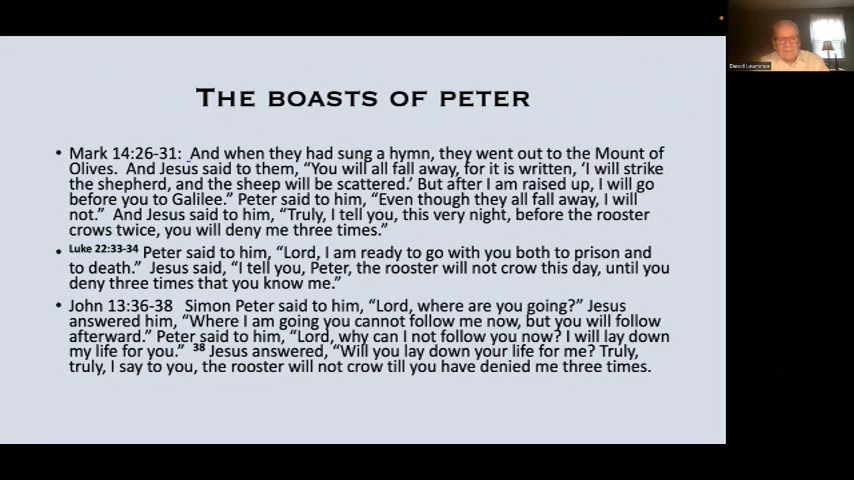 THE BOASTS OF PETER
• Mark 14:26-31: And when they had sung a hymn, they went out to the Mount of
Olives. And Jesus said to them, “You will all fall away, for it is written, ‘I will strike
the shepherd, and the sheep will be scattered.’ But after I am raised up, I will go
before you to Galilee.” Peter said to him, “Even though they all fall away, I will
not.” And Jesus said to him, “Truly, I tell you, this very night, before the rooster
crows twice, you will deny me three times.”
• Luke 22:33-34 Peter said to him, “Lord, I am ready to go with you both to prison and
to death.” Jesus said, “I tell you, Peter, the rooster will not crow this day, until you
deny three times that you know me.”
• John 13:36-38 Simon Peter said to him, “Lord, where are you going?” Jesus
answered him, “Where I am going you cannot follow me now, but you will follow
afterward.” Peter said to him, “Lord, why can I not follow you now? I will lay down
my life for you.” 38 Jesus answered, “Will you lay down your life for me? Truly,
truly, I say to you, the rooster will not crow till you have denied me three times.
David Lawrence